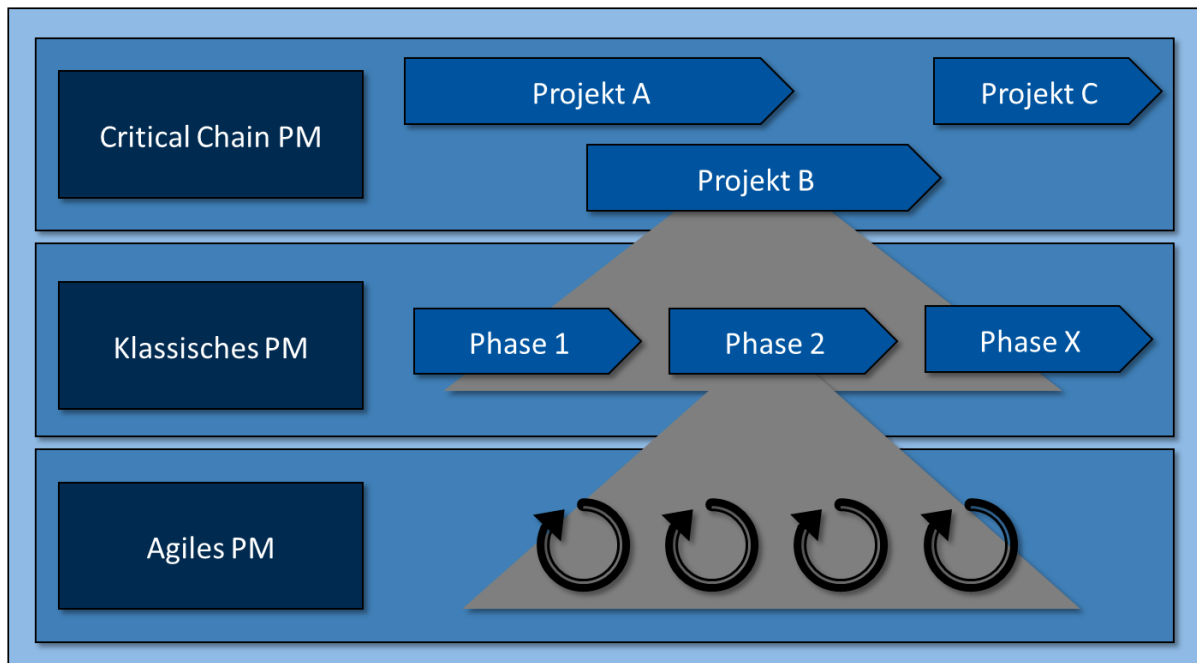 Critical Chain PM
Projekt A
Projekt C
Projekt B
Klassisches PM
Phase 1
Phase 2
Phase X
Agiles PM